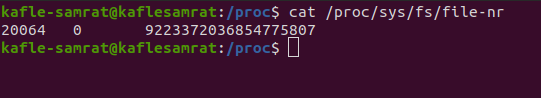 kafle-samrat@kaflesamrat:/proc$ cat /proc/sys/fs/file-nr
20064	0	9223372036854775807
kafle-samrat@kaflesamrat:/proc$